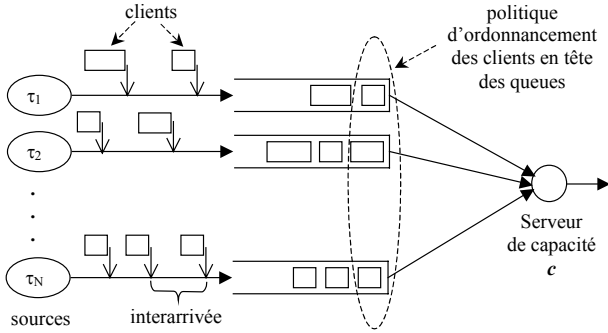 clients
politique
d'ordonnancement
des clients en tête
des queues
τ1
τ2
τN
Serveur
de capacité
c
sources
interarrivée